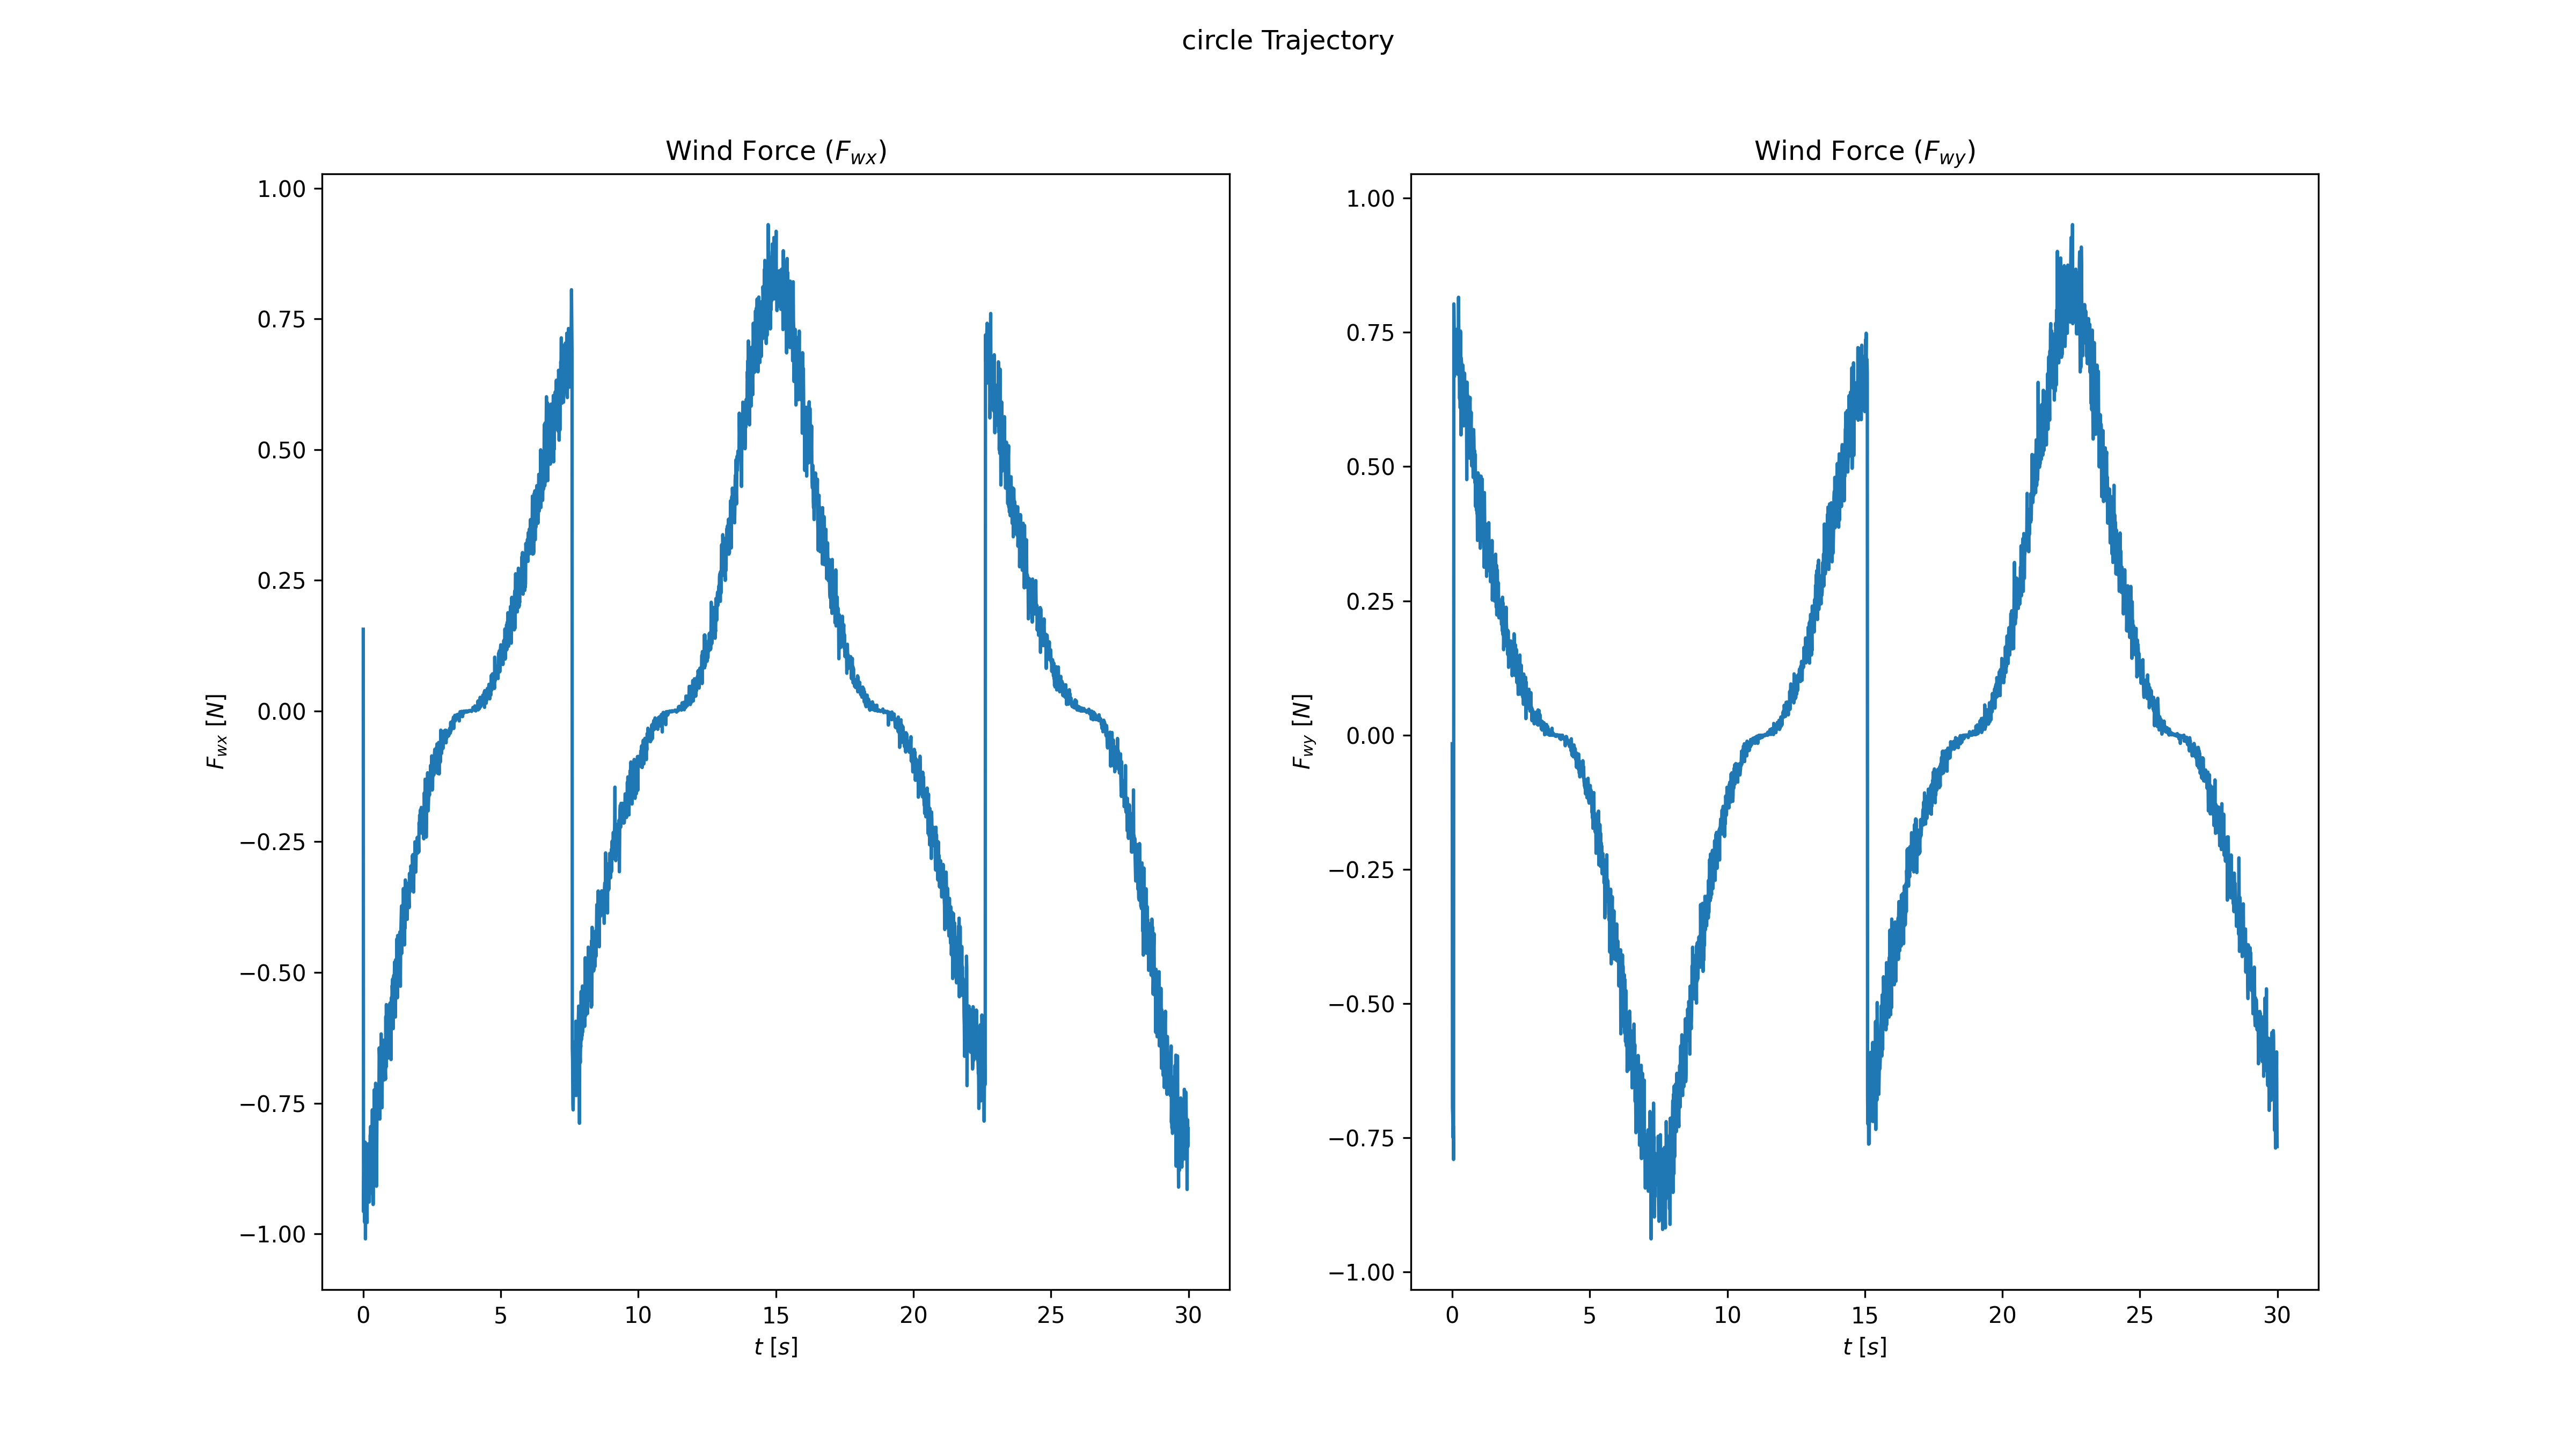 circle Trajectory
Wind Force (F_wx)
1.00
0.75
0.50
0.25
0.00
−0.25
−0.50
−0.75
−1.00
F_wx [N]
0 5 10 15 20 25 30
t [s]
Wind Force (F_wy)
1.00
0.75
0.50
0.25
0.00
−0.25
−0.50
−0.75
−1.00
F_wy [N]
0 5 10 15 20 25 30
t [s]